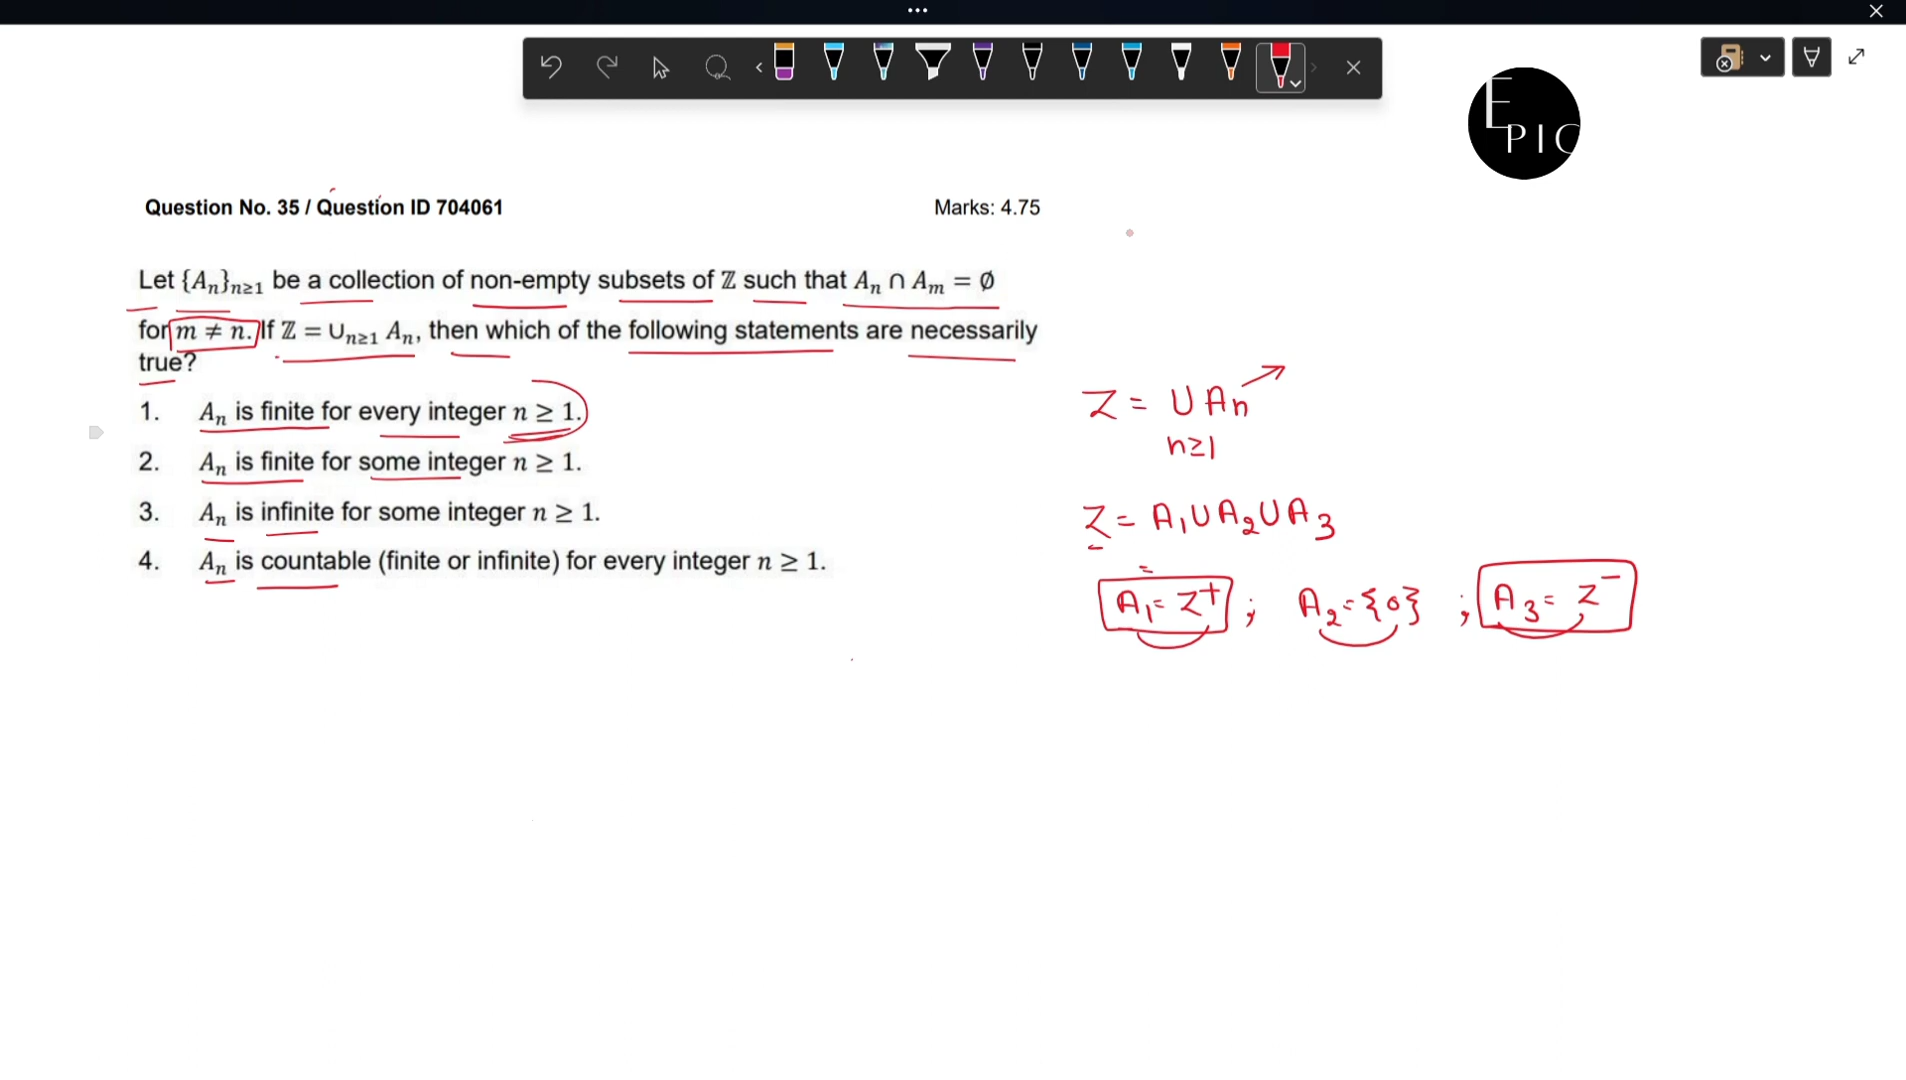 EPIC
Question No. 35 / Question ID 704061 Marks: 4.75
Let {Aₙ}ₙ≥₁ be a collection of non-empty subsets of ℤ such that Aₙ ∩ Aₘ = ∅
for m ≠ n. If ℤ = ∪ₙ≥₁ Aₙ, then which of the following statements are necessarily
true?
1. Aₙ is finite for every integer n ≥ 1.
2. Aₙ is finite for some integer n ≥ 1.
3. Aₙ is infinite for some integer n ≥ 1.
4. Aₙ is countable (finite or infinite) for every integer n ≥ 1.
Z = ∪ Aₙ
n≥1
Z = A₁ ∪ A₂ ∪ A₃
A₁ = Z⁺ ; A₂ = {0} ; A₃ = Z⁻